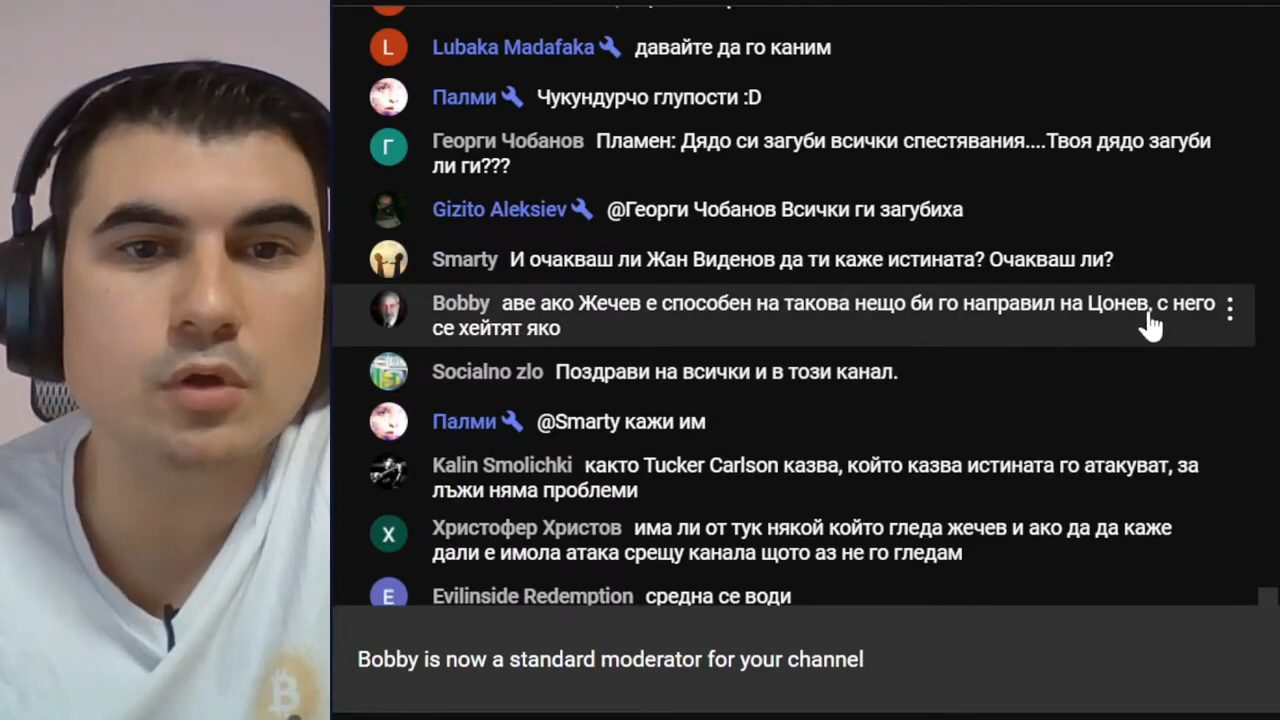 Lubaka Madafaka давайте да го каним
Палми Чукундурчо глупости :D
Георги Чобанов Пламен: Дядо си загуби всички спестявания....Твоя дядо загуби
ли ги???
Gizito Aleksiev @Георги Чобанов Всички ги загубиха
Smarty И очакваш ли Жан Виденов да ти каже истината? Очакваш ли?
Bobby аве ако Жечев е способен на такова нещо би го направил на Цонев, с него
се хейтят яко
Socialno zlo Поздрави на всички и в този канал.
Палми @Smarty кажи им
Kalin Smolichki както Tucker Carlson казва, който казва истината го атакуват, за
лъжи няма проблеми
Христофер Христов има ли от тук някой който гледа жечев и ако да да каже
дали е имола атака срещу канала щото аз не го гледам
Evilinside Redemption средна се води
Bobby is now a standard moderator for your channel